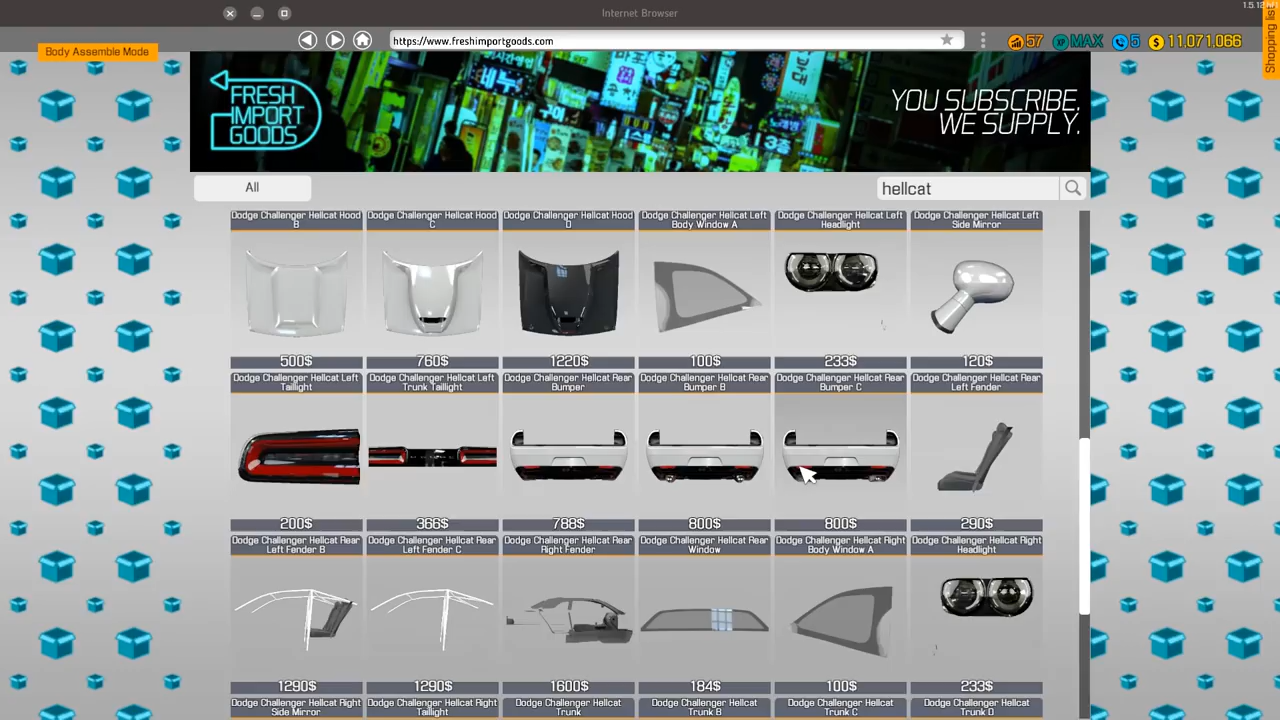 Internet Browser
1.5.12
Body Assemble Mode
https://www.freshimportgoods.com
57
XP MAX
5
$ 11,071,066
Shopping list
FRESH
IMPORT
GOODS
YOU SUBSCRIBE.
WE SUPPLY.
All
hellcat
Dodge Challenger Hellcat Hood
B
Dodge Challenger Hellcat Hood
C
Dodge Challenger Hellcat Hood
D
Dodge Challenger Hellcat Left
Body Window A
Dodge Challenger Hellcat Left
Headlight
Dodge Challenger Hellcat Left
Side Mirror
500$
760$
1220$
100$
233$
120$
Dodge Challenger Hellcat Left
Taillight
Dodge Challenger Hellcat Left
Trunk Taillight
Dodge Challenger Hellcat Rear
Bumper
Dodge Challenger Hellcat Rear
Bumper B
Dodge Challenger Hellcat Rear
Bumper C
Dodge Challenger Hellcat Rear
Left Fender
200$
366$
788$
800$
800$
290$
Dodge Challenger Hellcat Rear
Left Fender B
Dodge Challenger Hellcat Rear
Left Fender C
Dodge Challenger Hellcat Rear
Right Fender
Dodge Challenger Hellcat Rear
Window
Dodge Challenger Hellcat Right
Body Window A
Dodge Challenger Hellcat Right
Headlight
1290$
1290$
1600$
184$
100$
233$
Dodge Challenger Hellcat Right
Side Mirror
Dodge Challenger Hellcat Right
Taillight
Dodge Challenger Hellcat
Trunk
Dodge Challenger Hellcat
Trunk B
Dodge Challenger Hellcat
Trunk C
Dodge Challenger Hellcat
Trunk D